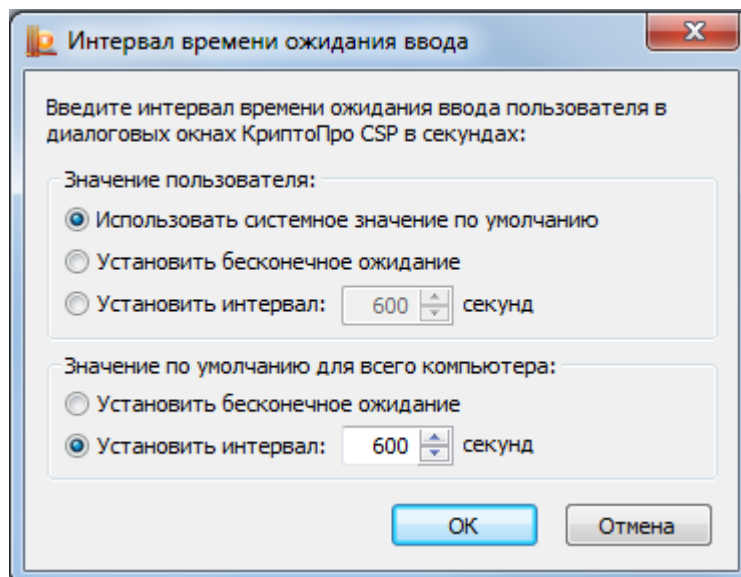 Интервал времени ожидания ввода
Введите интервал времени ожидания ввода пользователя в
диалоговых окнах КриптоПро CSP в секундах:
Значение пользователя:
Использовать системное значение по умолчанию
Установить бесконечное ожидание
Установить интервал: 600 секунд
Значение по умолчанию для всего компьютера:
Установить бесконечное ожидание
Установить интервал: 600 секунд
ОК Отмена